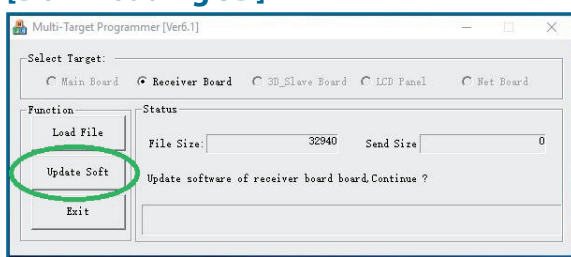 Multi-Target Programmer [Ver6.1]
Select Target:
Main Board Receiver Board 3D_Slave Board LCD Panel Net Board
Function
Status
Load File
File Size: 32940 Send Size 0
Update Soft
Update software of receiver board board,Continue ?
Exit